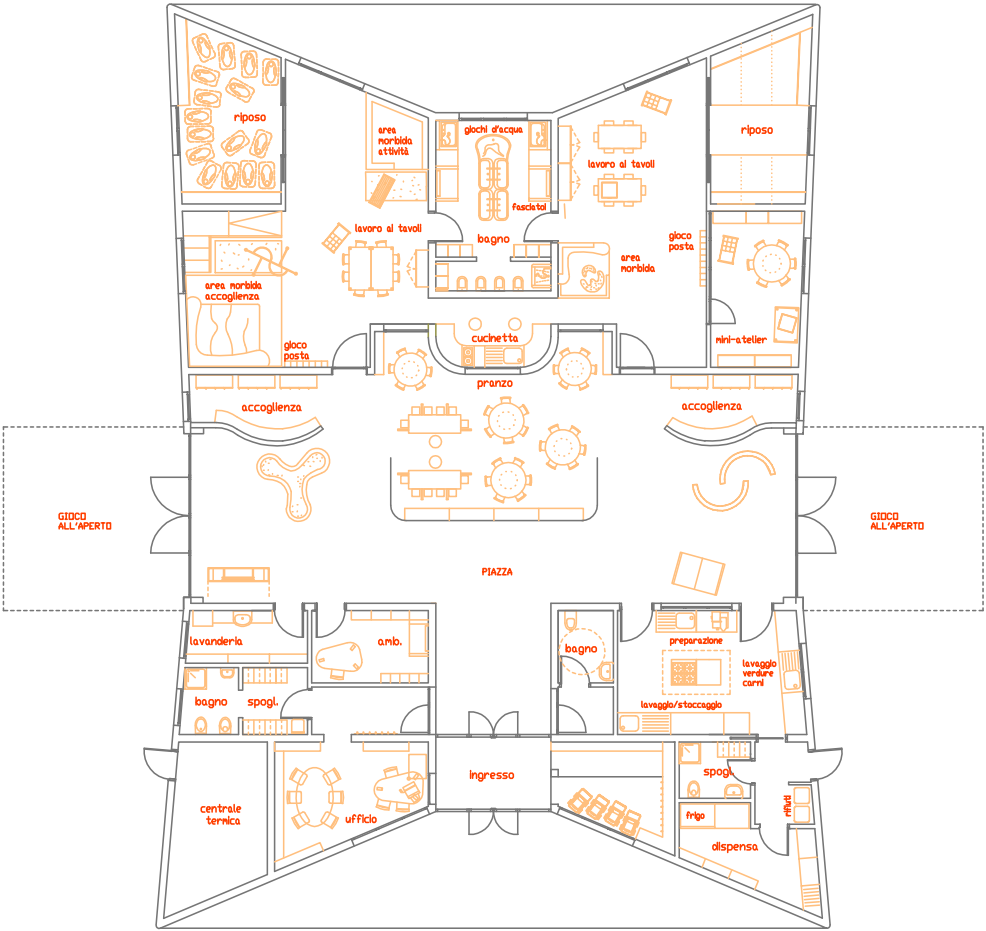 riposo
area
morbida
attività
giochi d'acqua
lavoro ai tavoli
riposo
fasciatoi
lavoro ai tavoli
bagno
gioco
posta
area
morbida
area morbida
accoglienza
gioco
posta
cucinetta
mini-atelier
pranzo
accoglienza
accoglienza
GIOCO
ALL'APERTO
GIOCO
ALL'APERTO
PIAZZA
lavanderia
amb.
bagno
preparazione
lavaggio
verdure
carni
bagno
spogl.
lavaggio/stoccaggio
ingresso
spogl.
centrale
termica
ufficio
frigo
rifiuti
dispensa